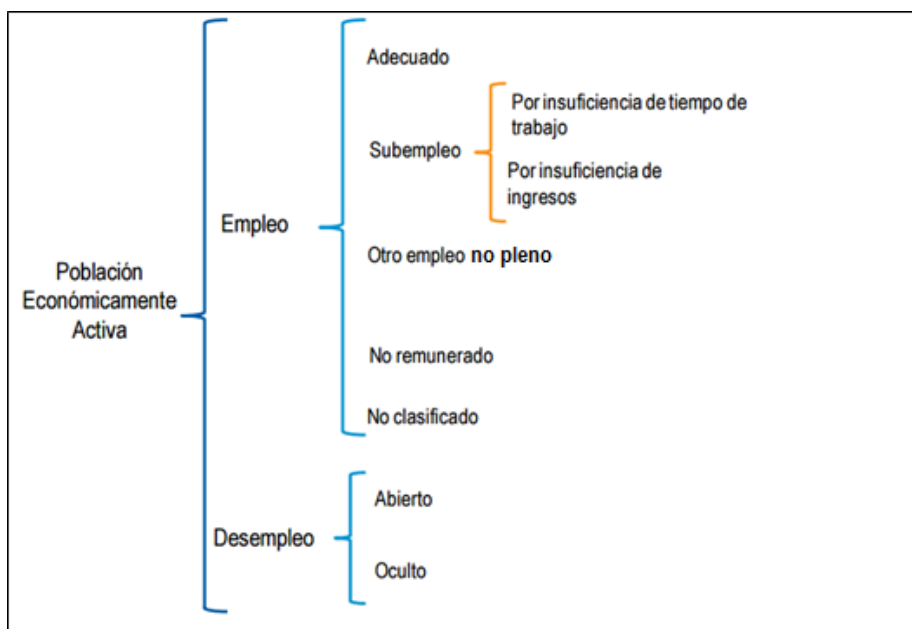 Población
Económicamente
Activa
Empleo
Adecuado
Subempleo
Por insuficiencia de tiempo de
trabajo
Por insuficiencia de
ingresos
Otro empleo no pleno
No remunerado
No clasificado
Desempleo
Abierto
Oculto